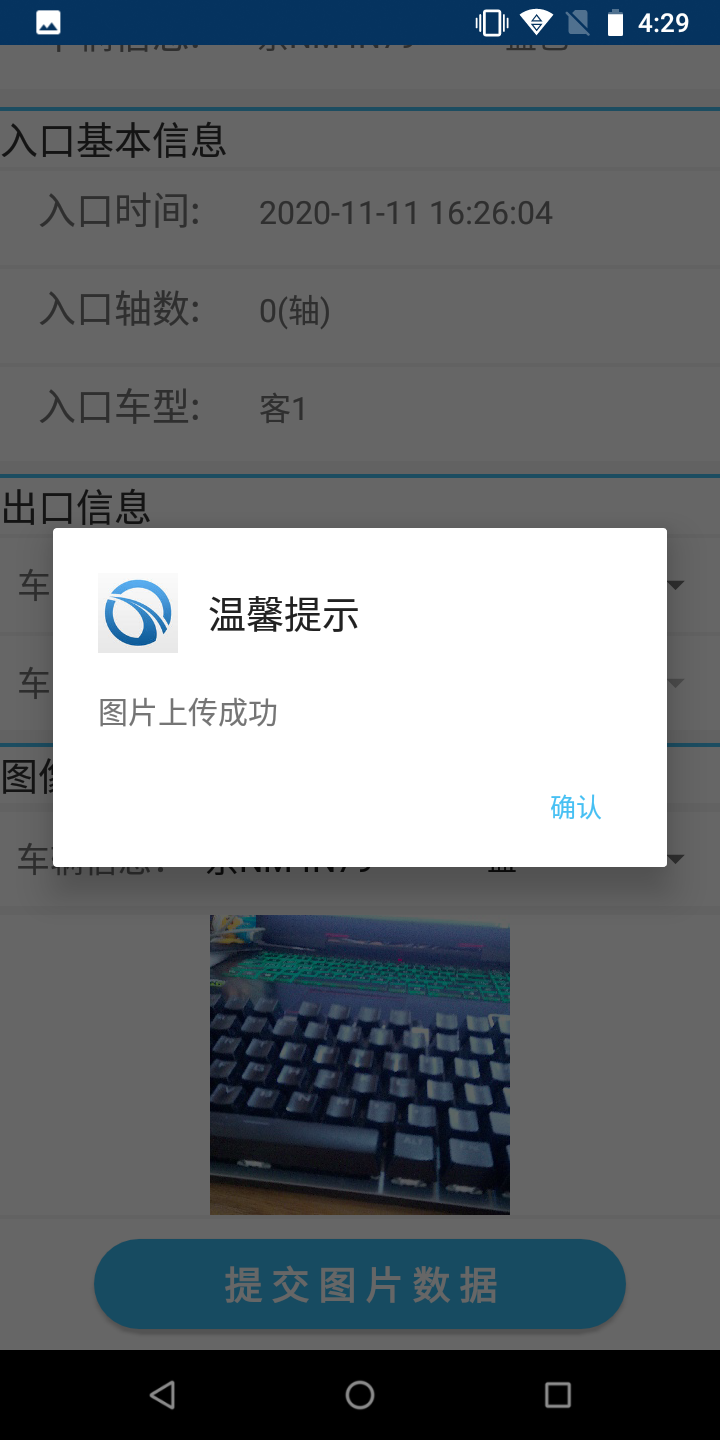 4:29
入口基本信息
入口时间: 2020-11-11 16:26:04
入口轴数: 0(轴)
入口车型: 客1
出口信息
车
温馨提示
车
图片上传成功
图像
确认
车辆信息:
提交图片数据